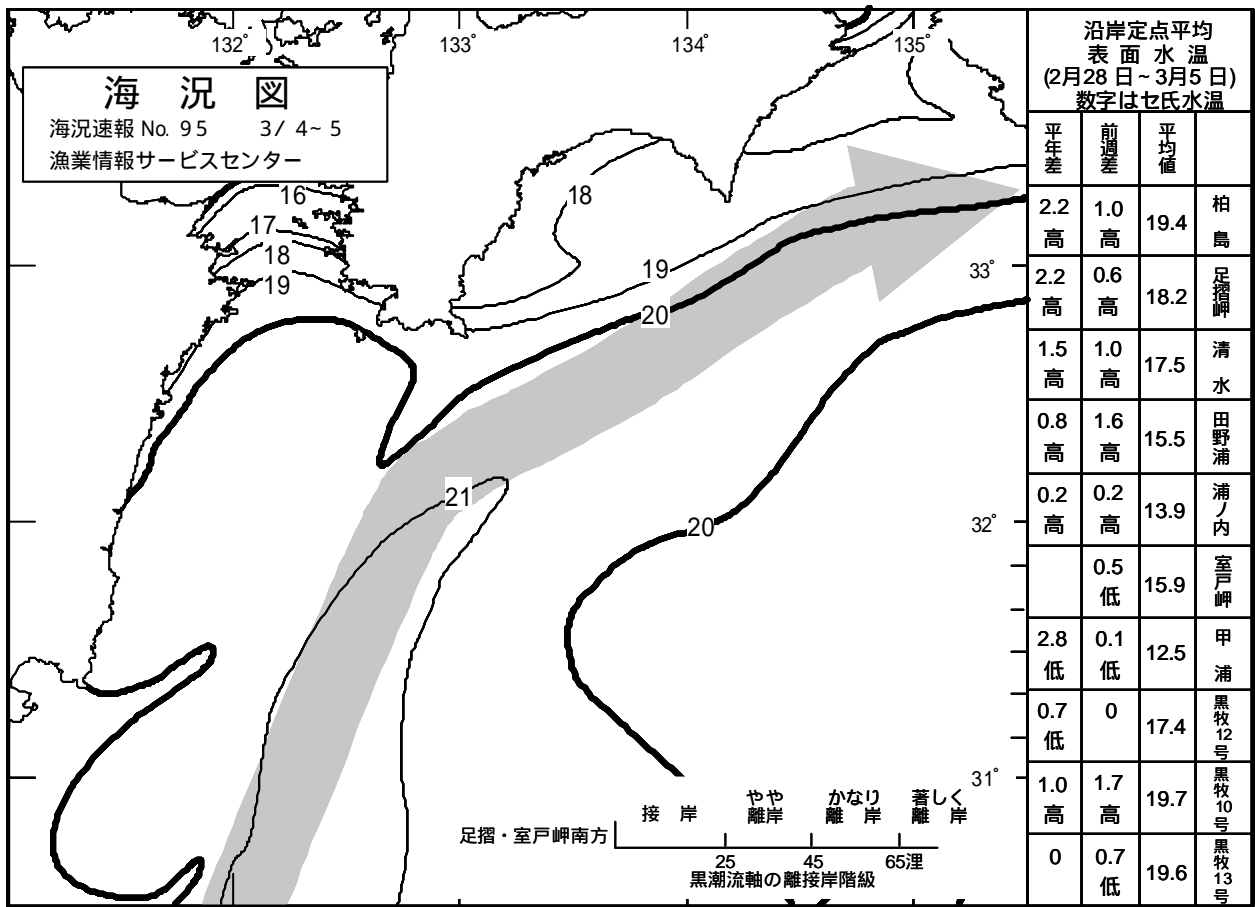 海 況 図
海況速報 No. 95 3/ 4~ 5
漁業情報サービスセンター
132°
133°
134°
135°
33°
32°
31°
16
17
18
19
18
19
20
21
20
接 岸
やや
離岸
かなり
離 岸
著しく
離 岸
足摺・室戸岬南方
25 45 65浬
黒潮流軸の離接岸階級
沿岸定点平均
表 面 水 温
(2月28 日~3月5 日)
数字はセ氏水温
平年差 前週差 平均値
2.2高 1.0高 19.4 柏島
2.2高 0.6高 18.2 足摺岬
1.5高 1.0高 17.5 清水
0.8高 1.6高 15.5 田野浦
0.2高 0.2高 13.9 浦ノ内
0.5低 15.9 室戸岬
2.8低 0.1低 12.5 甲浦
0.7低 0 17.4 黒牧12号
1.0高 1.7高 19.7 黒牧10号
0 0.7低 19.6 黒牧13号